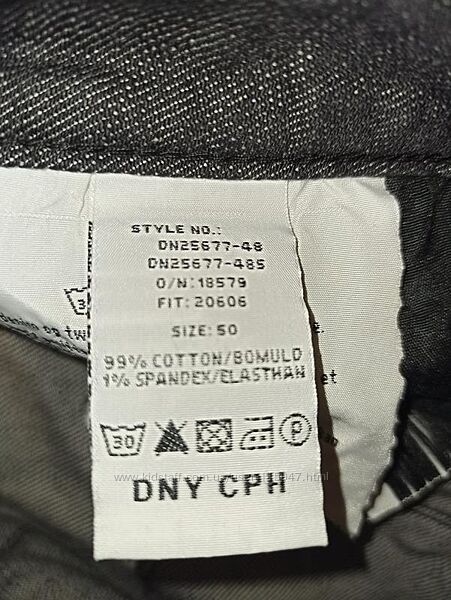 STYLE NO.:
DN25677-48
DN25677-485
O/N: 18579
FIT: 20606
SIZE: 50
99% COTTON/BOMULD
1% SPANDEX/ELASTHAN
30
P
DNY CPH
et